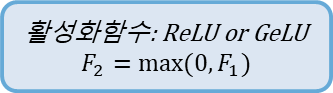 활성화함수: ReLU or GeLU
F₂ = max(0, F₁)